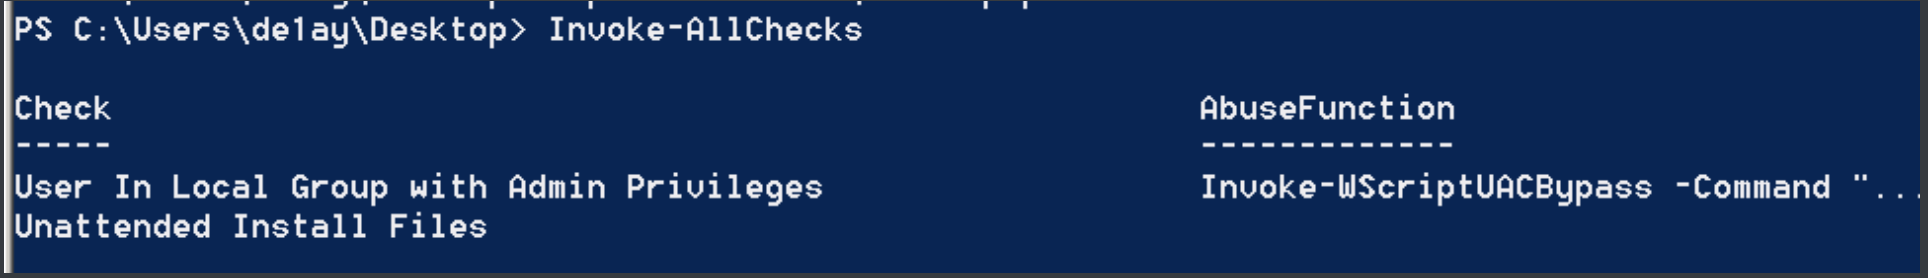 PS C:\Users\de1ay\Desktop> Invoke-AllChecks
Check AbuseFunction
----- -------------
User In Local Group with Admin Privileges Invoke-WScriptUACBypass -Command "...
Unattended Install Files